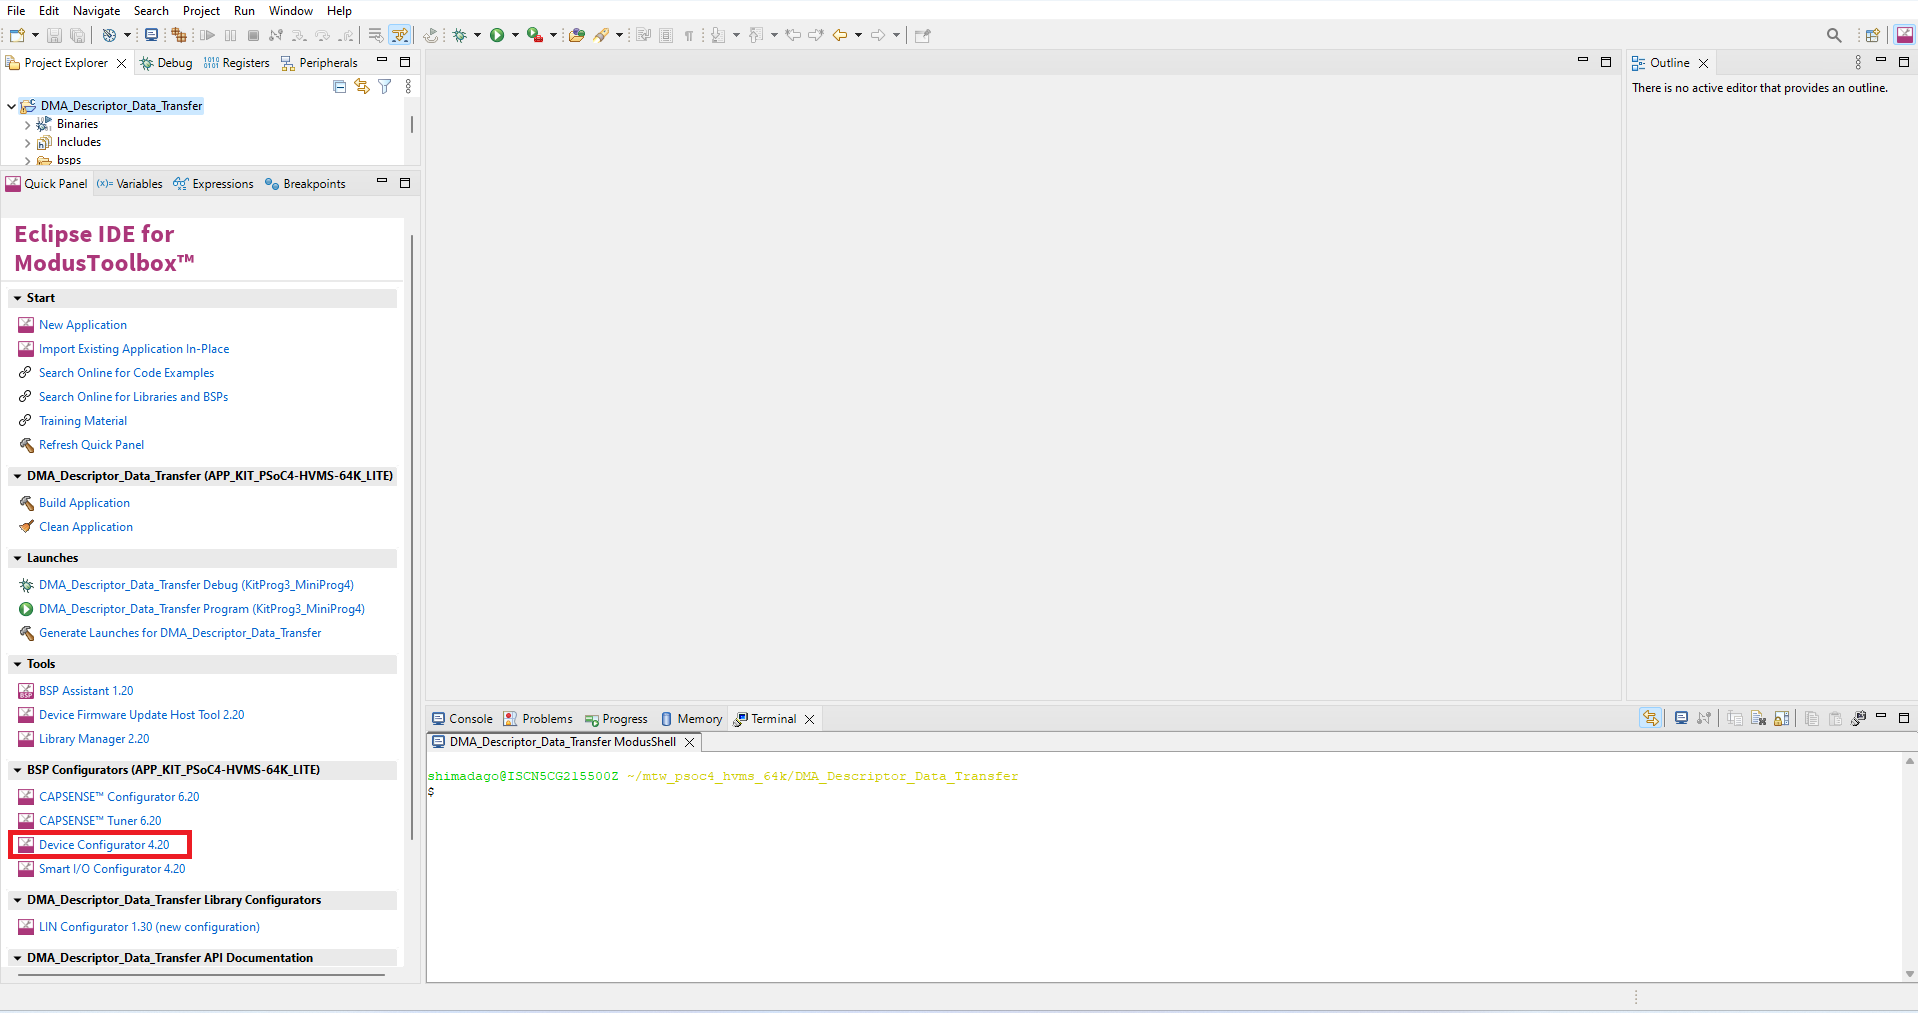 File Edit Navigate Search Project Run Window Help
Project Explorer Debug Registers Peripherals
DMA_Descriptor_Data_Transfer
Binaries
Includes
bsps
Quick Panel (x)= Variables Expressions Breakpoints
Eclipse IDE for
ModusToolbox™
Start
New Application
Import Existing Application In-Place
Search Online for Code Examples
Search Online for Libraries and BSPs
Training Material
Refresh Quick Panel
DMA_Descriptor_Data_Transfer (APP_KIT_PSoC4-HVMS-64K_LITE)
Build Application
Clean Application
Launches
DMA_Descriptor_Data_Transfer Debug (KitProg3_MiniProg4)
DMA_Descriptor_Data_Transfer Program (KitProg3_MiniProg4)
Generate Launches for DMA_Descriptor_Data_Transfer
Tools
BSP Assistant 1.20
Device Firmware Update Host Tool 2.20
Library Manager 2.20
BSP Configurators (APP_KIT_PSoC4-HVMS-64K_LITE)
CAPSENSE™ Configurator 6.20
CAPSENSE™ Tuner 6.20
Device Configurator 4.20
Smart I/O Configurator 4.20
DMA_Descriptor_Data_Transfer Library Configurators
LIN Configurator 1.30 (new configuration)
DMA_Descriptor_Data_Transfer API Documentation
Outline
There is no active editor that provides an outline.
Console Problems Progress Memory Terminal
DMA_Descriptor_Data_Transfer ModusShell
shimadago@ISCN5CG215500Z ~/mtw_psoc4_hvms_64k/DMA_Descriptor_Data_Transfer
$